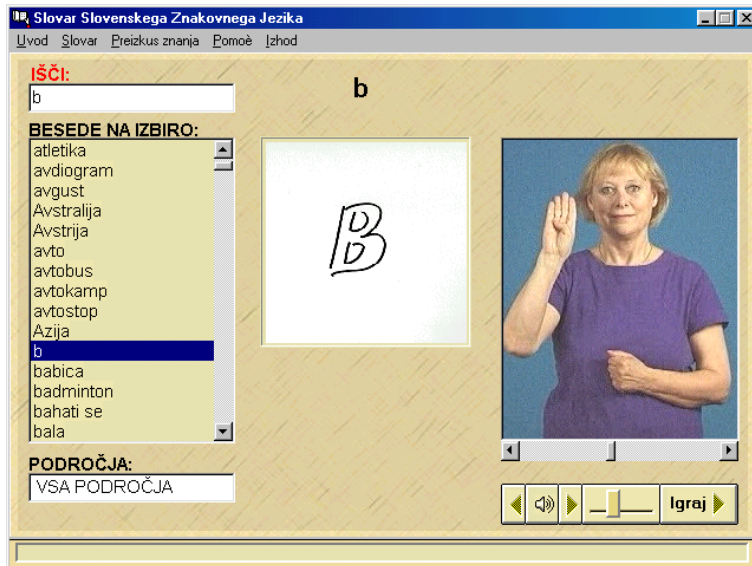 Slovar Slovenskega Znakovnega Jezika
Uvod Slovar Preizkus znanja Pomoè Izhod
IŠČI:
b
b
BESEDE NA IZBIRO:
atletika
avdiogram
avgust
Avstralija
Avstrija
avto
avtobus
avtokamp
avtostop
Azija
b
babica
badminton
bahati se
bala
B
PODROČJA:
VSA PODROČJA
Igraj